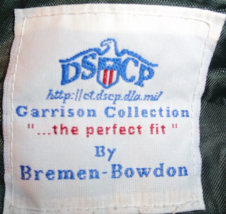 DSCP
http://ct.dscp.dla.mil
Garrison Collection
"...the perfect fit"
By
Bremen-Bowdon